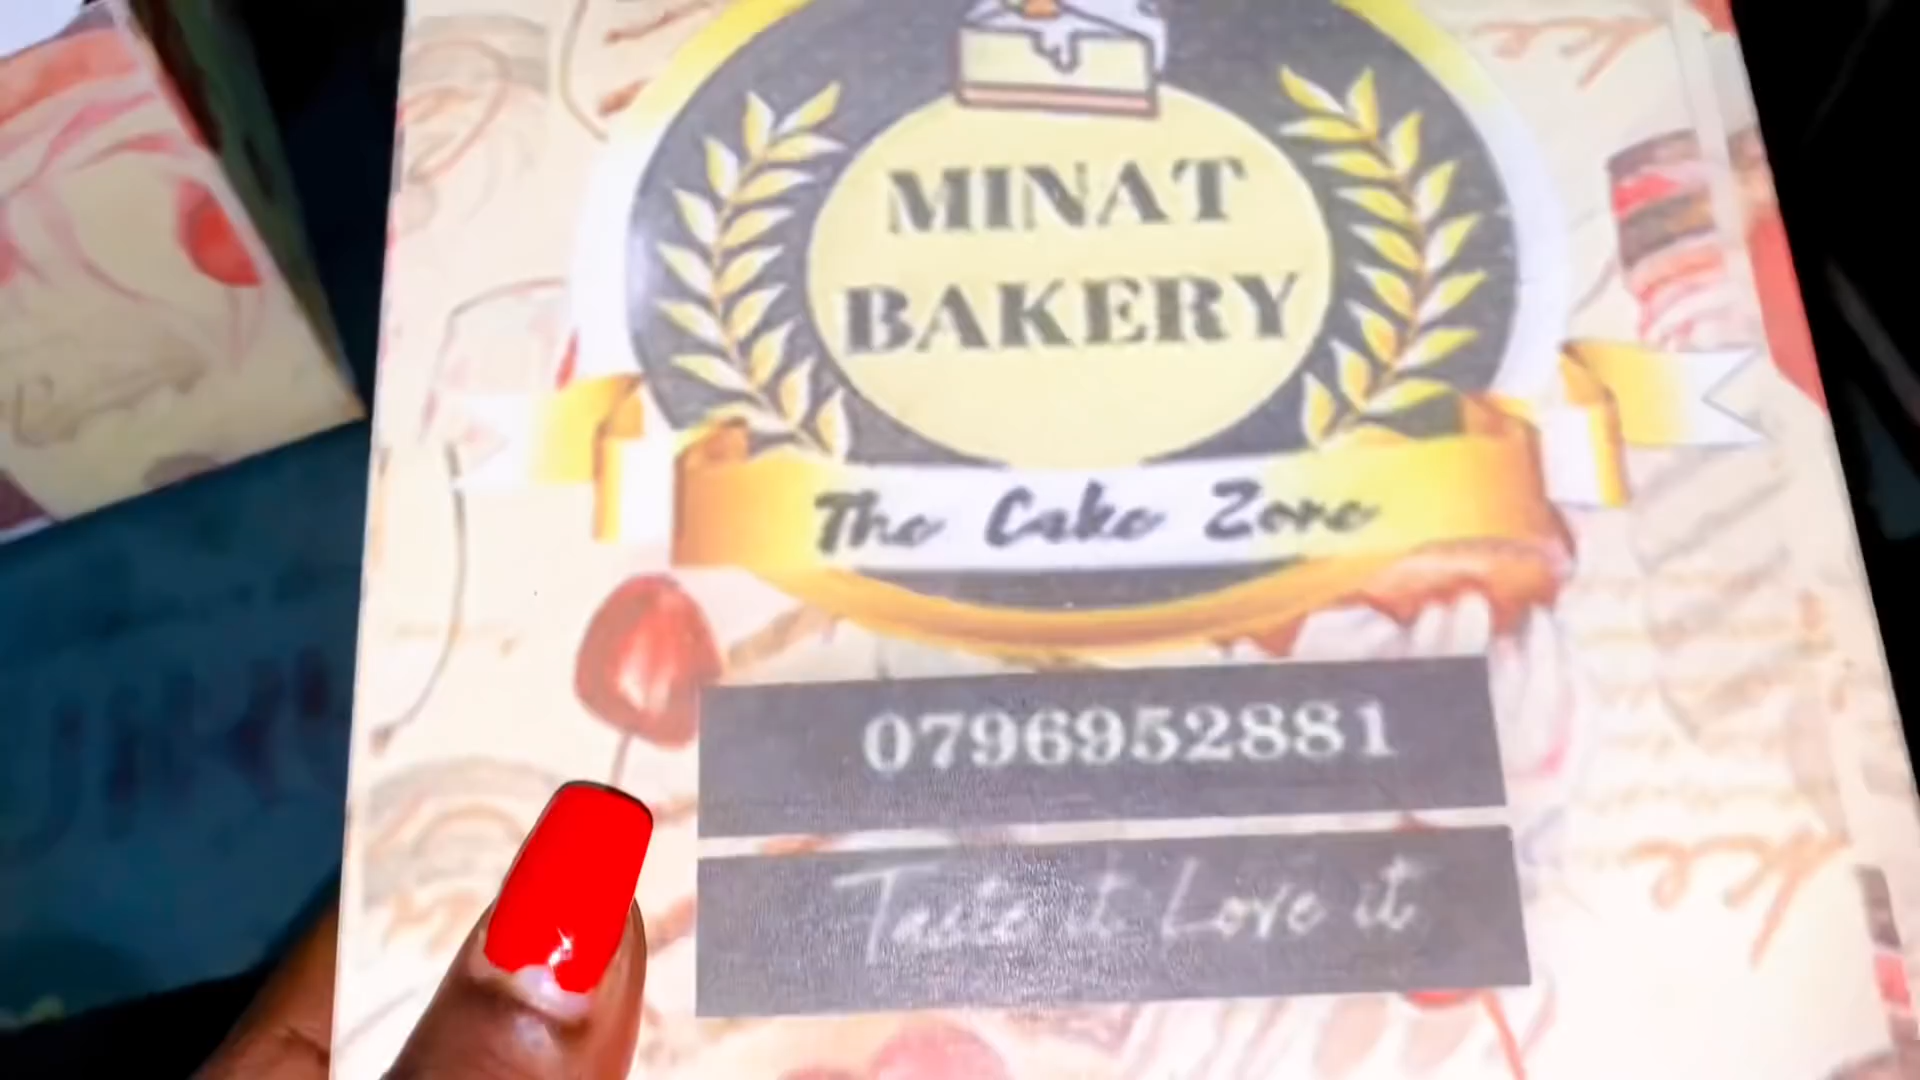 MINAT
BAKERY
The Cake Zone
0796952881
Taste it Love it